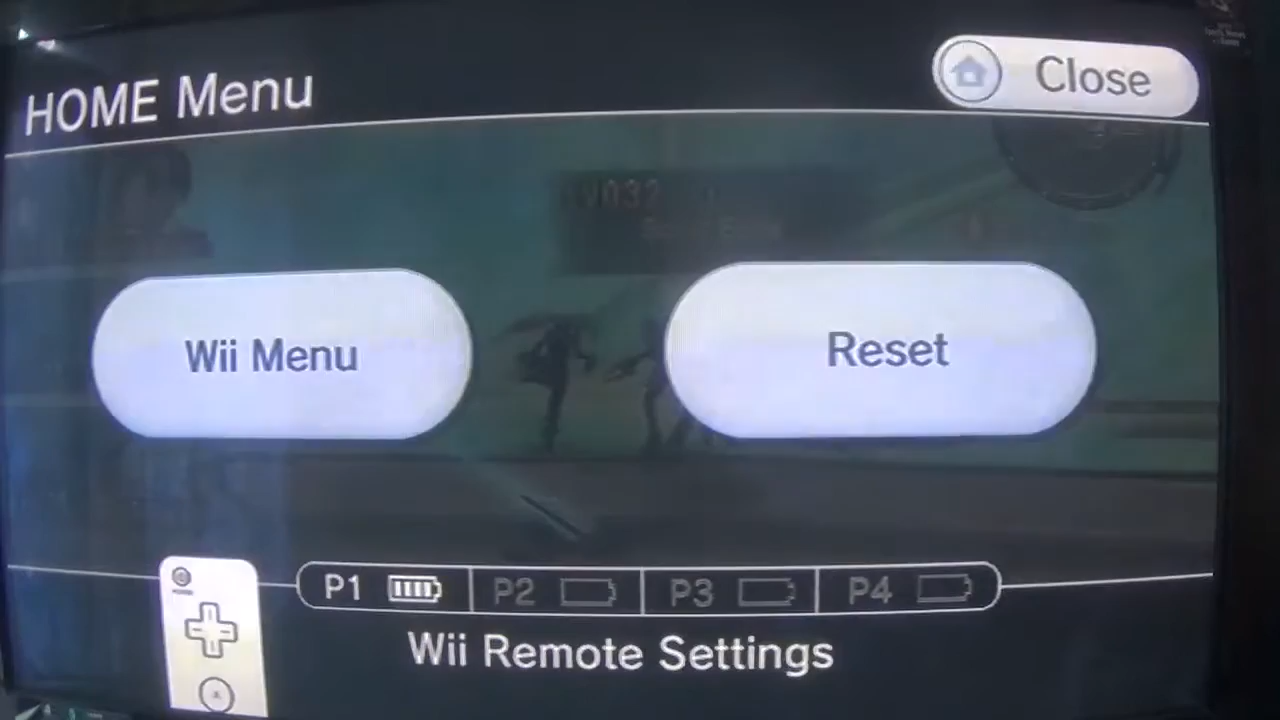 HOME Menu
Close
Wii Menu
Reset
P1
P2
P3
P4
Wii Remote Settings